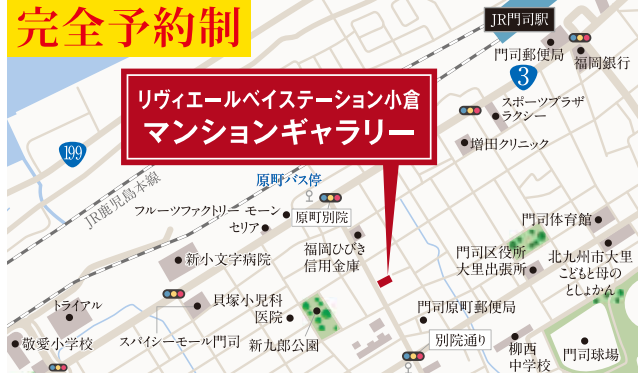 完全予約制
JR門司駅
門司郵便局
福岡銀行
3
リヴィエールベイステーション小倉
マンションギャラリー
スポーツプラザ
ラクシー
増田クリニック
199
JR鹿児島本線
原町バス停
フルーツファクトリー モーン
セリア
原町別院
福岡ひびき
信用金庫
新小文字病院
門司体育館
門司区役所
大里出張所
北九州市大里
こどもと母の
としょかん
トライアル
貝塚小児科
医院
門司原町郵便局
敬愛小学校
スパイシーモール門司
新九郎公園
別院通り
柳西
中学校
門司球場